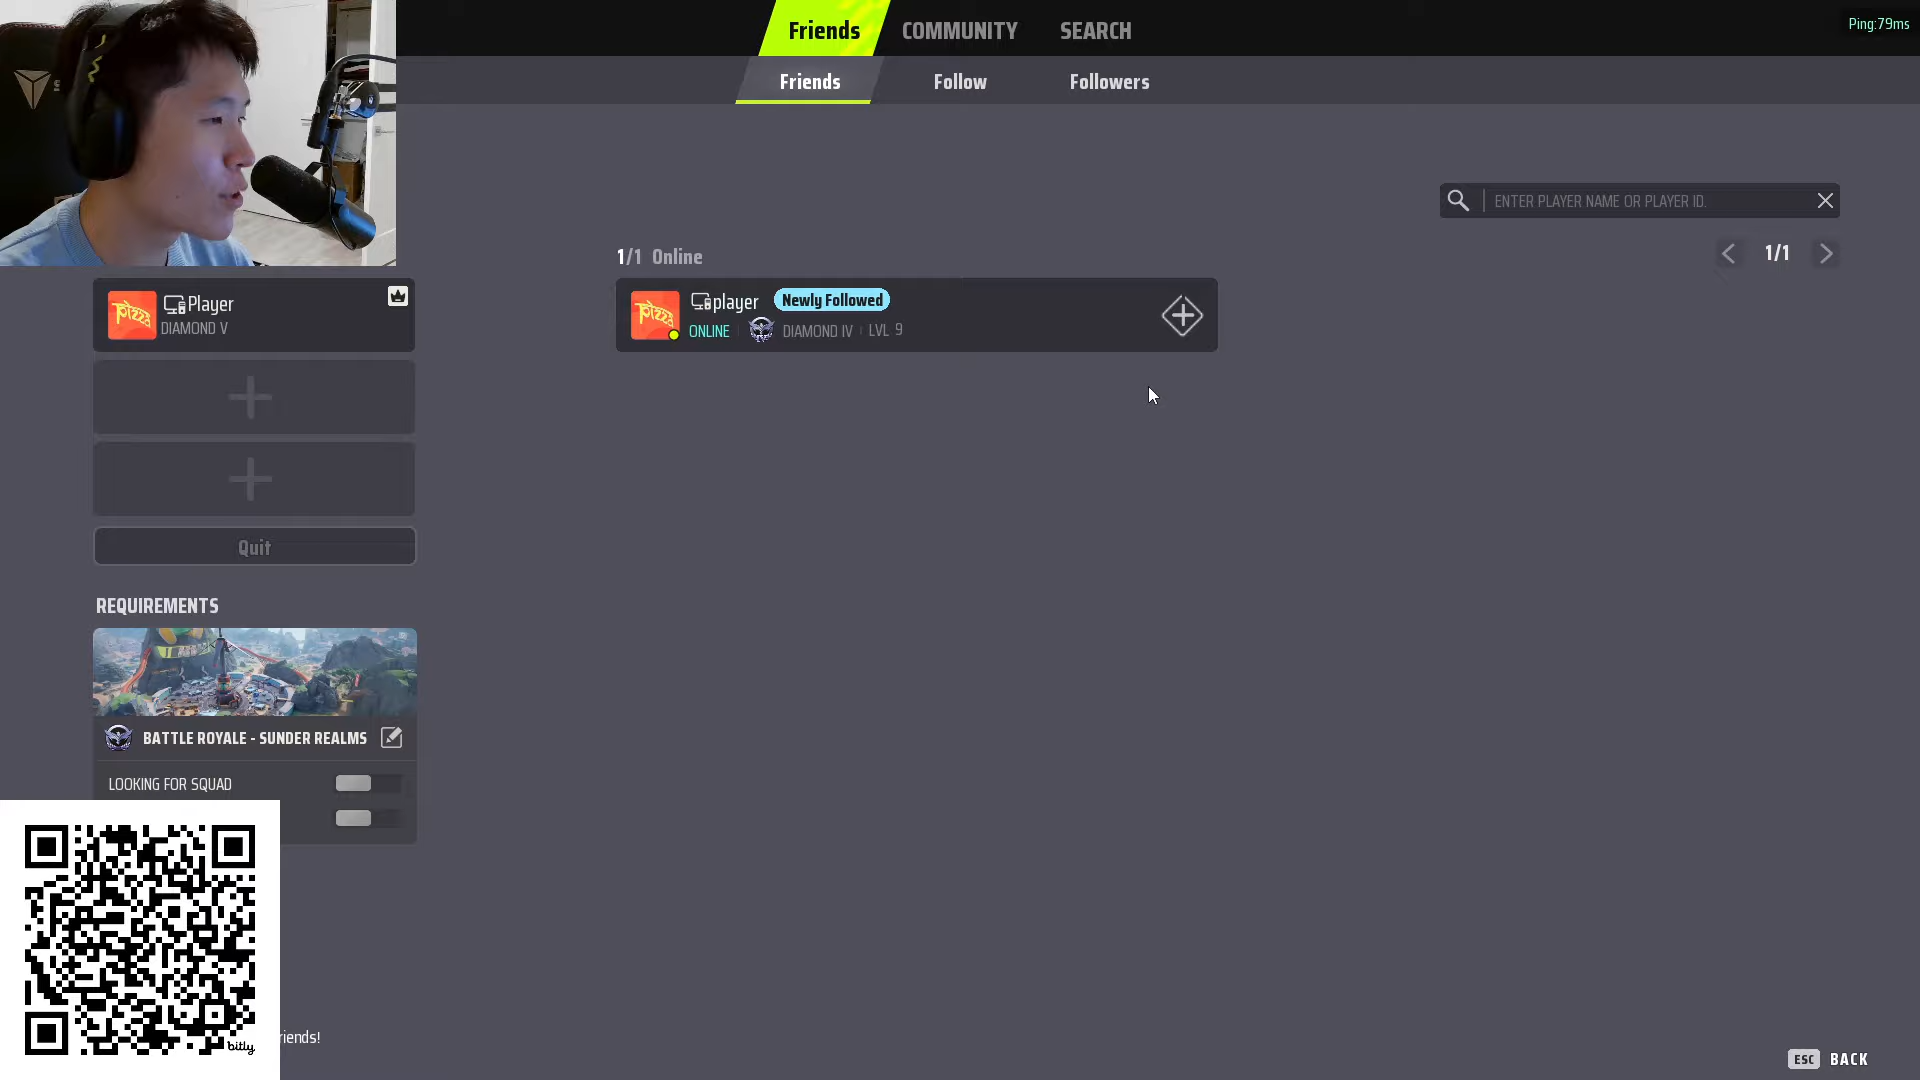 Friends
COMMUNITY
SEARCH
Ping:79ms
Friends
Follow
Followers
ENTER PLAYER NAME OR PLAYER ID.
1/1
1/1 Online
Player
DIAMOND V
player
Newly Followed
ONLINE
DIAMOND IV
LVL 9
Quit
REQUIREMENTS
BATTLE ROYALE - SUNDER REALMS
LOOKING FOR SQUAD
bitly
riends!
ESC BACK